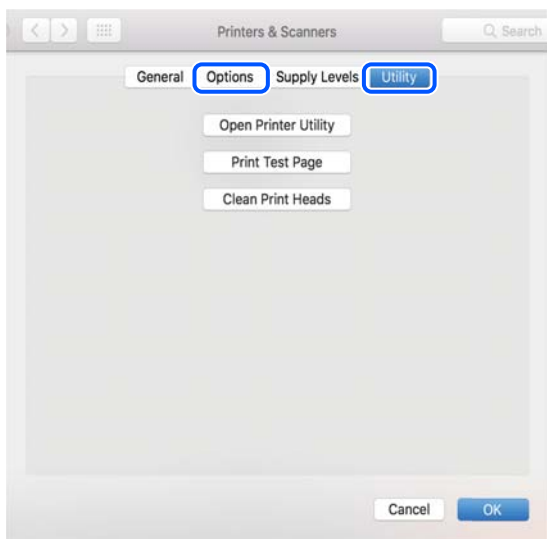 Printers & Scanners Search
General Options Supply Levels Utility
Open Printer Utility
Print Test Page
Clean Print Heads
Cancel OK